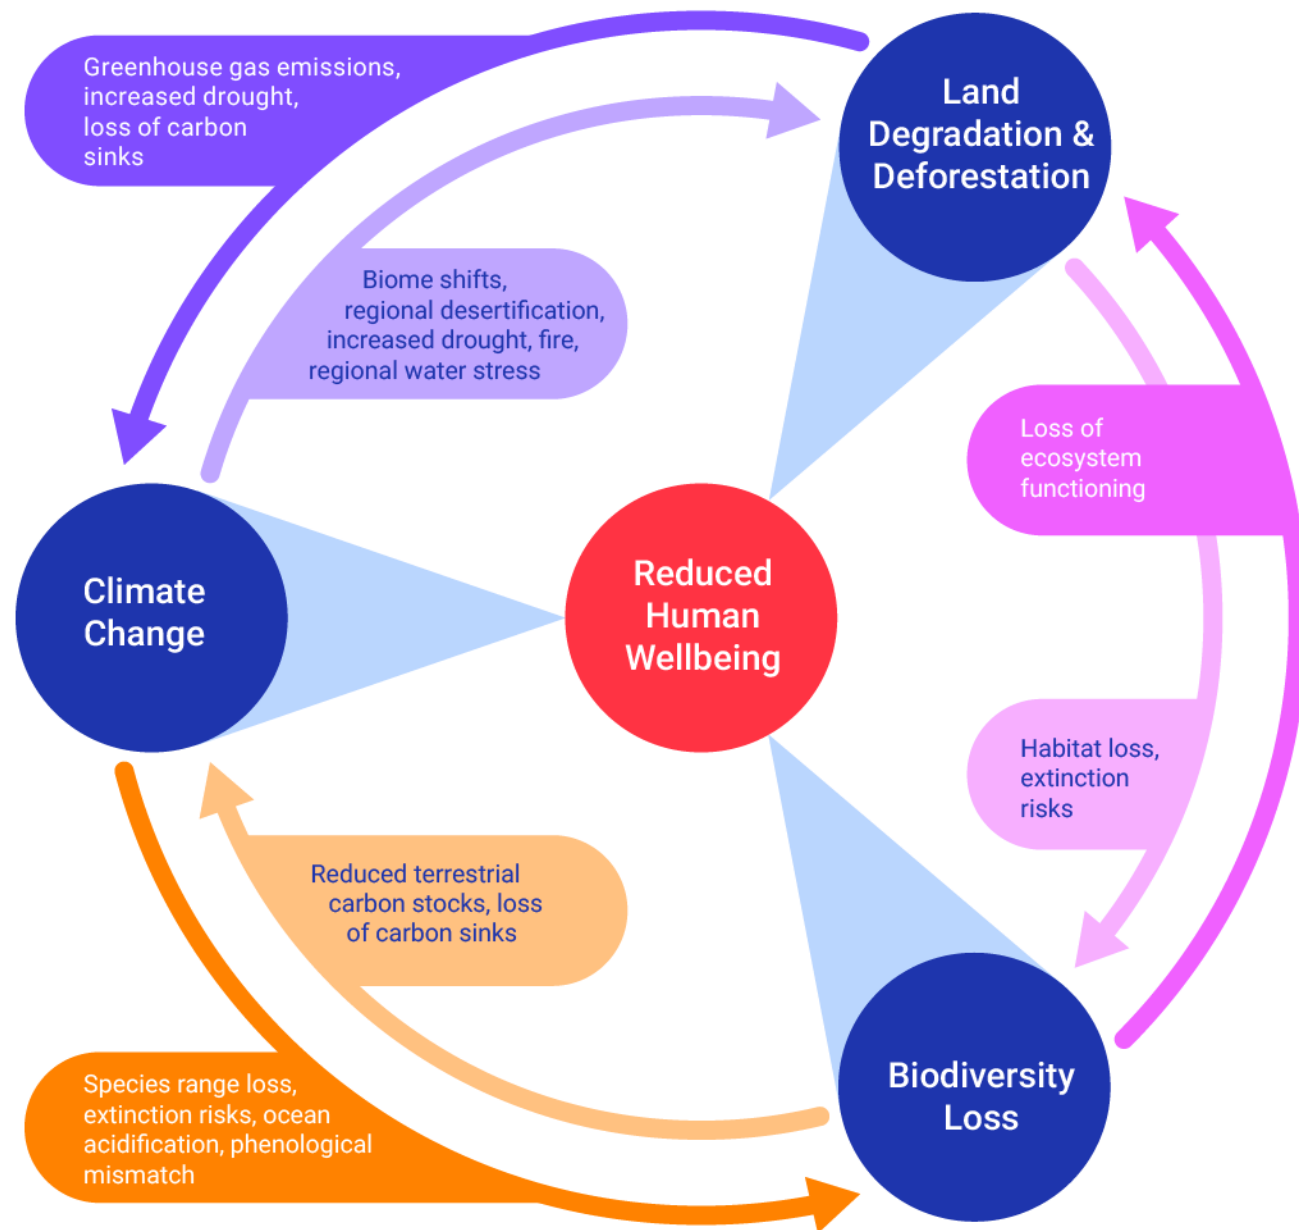 Greenhouse gas emissions,
increased drought,
loss of carbon
sinks
Land
Degradation &
Deforestation
Biome shifts,
regional desertification,
increased drought, fire,
regional water stress
Loss of
ecosystem
functioning
Climate
Change
Reduced
Human
Wellbeing
Habitat loss,
extinction
risks
Reduced terrestrial
carbon stocks, loss
of carbon sinks
Species range loss,
extinction risks, ocean
acidification, phenological
mismatch
Biodiversity
Loss